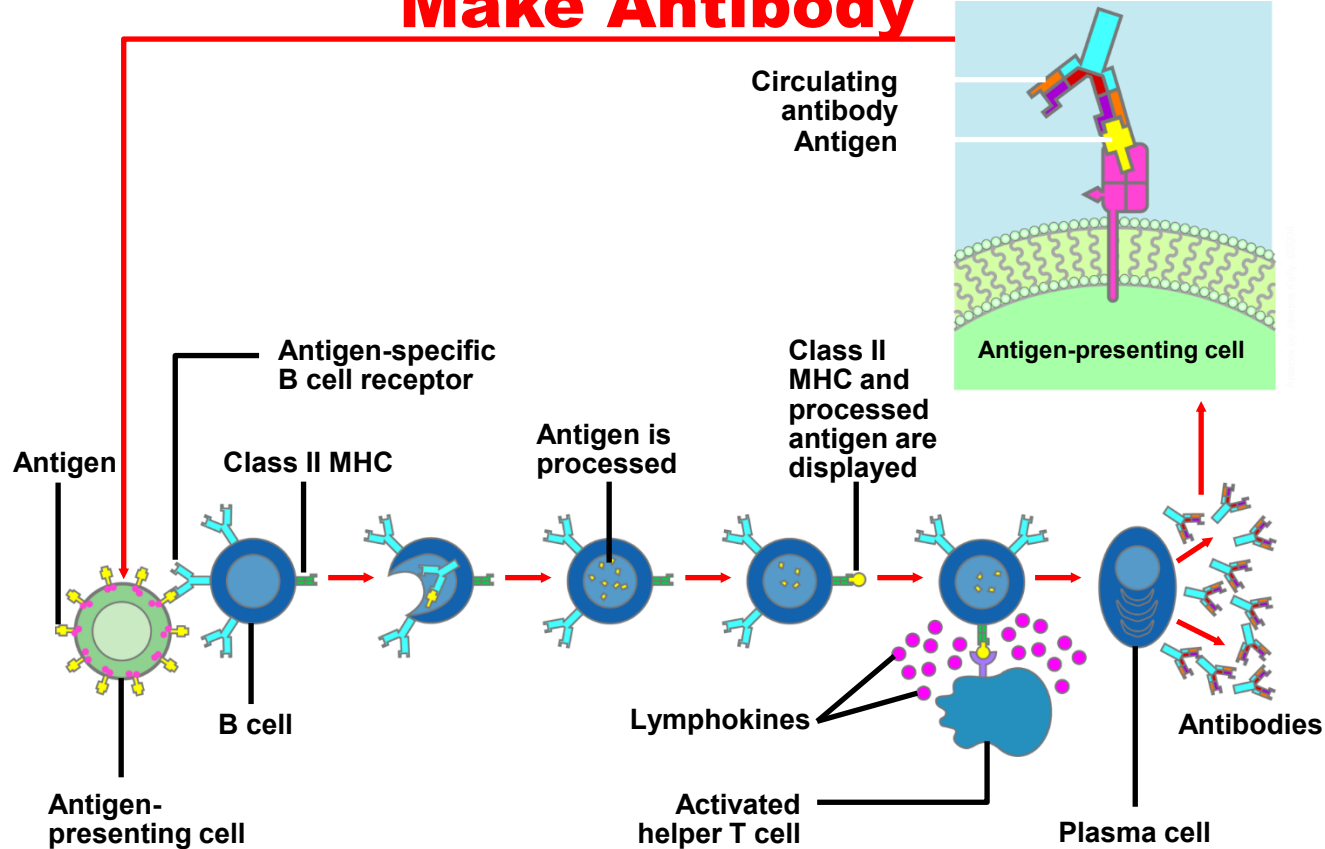 Make Antibody
Circulating
antibody
Antigen
Antigen-presenting cell
Antigen-specific
B cell receptor
Class II
MHC and
processed
antigen are
displayed
Antigen is
processed
Antigen
Class II MHC
B cell
Lymphokines
Antibodies
Antigen-
presenting cell
Activated
helper T cell
Plasma cell